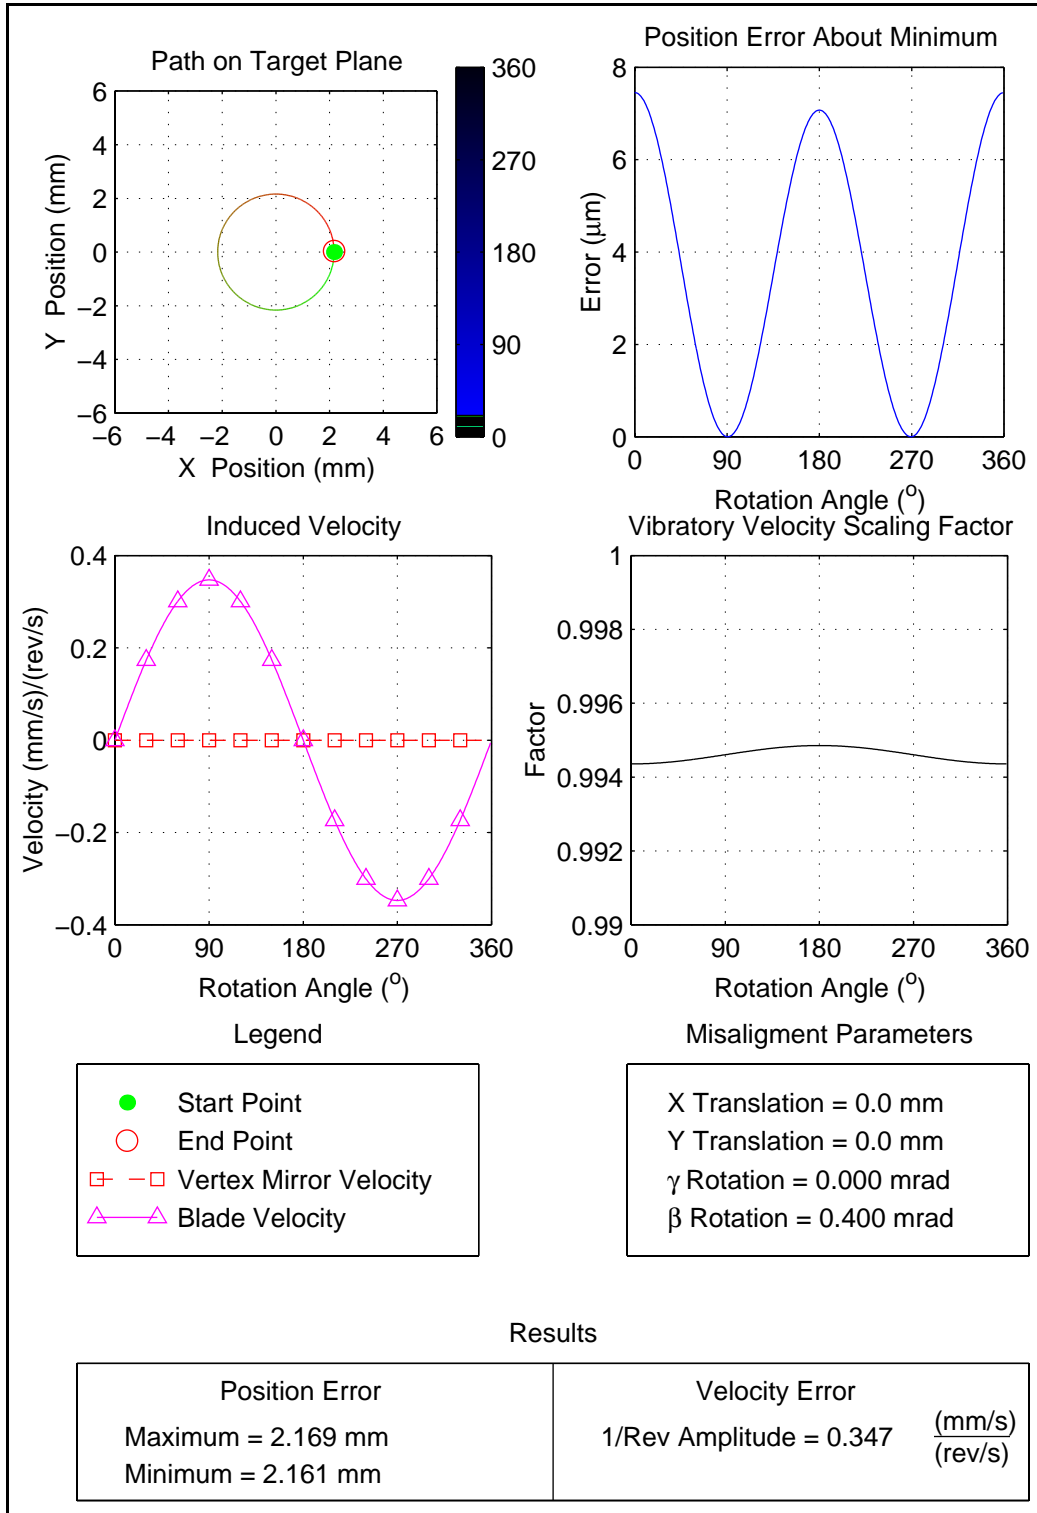 Path on Target Plane
6
4
2
0
−2
−4
−6
−6 −4 −2 0 2 4 6
Y Position (mm)
X Position (mm)
360
270
180
90
0
Position Error About Minimum
8
6
4
2
0
0 90 180 270 360
Error (μm)
Rotation Angle (o)
Induced Velocity
0.4
0.2
0
−0.2
−0.4
0 90 180 270 360
Velocity (mm/s)/(rev/s)
Rotation Angle (o)
Vibratory Velocity Scaling Factor
1
0.998
0.996
0.994
0.992
0.99
0 90 180 270 360
Factor
Rotation Angle (o)
Legend
Start Point
End Point
Vertex Mirror Velocity
Blade Velocity
Misaligment Parameters
X Translation = 0.0 mm
Y Translation = 0.0 mm
γ Rotation = 0.000 mrad
β Rotation = 0.400 mrad
Results
Position Error
Maximum = 2.169 mm
Minimum = 2.161 mm
Velocity Error
1/Rev Amplitude = 0.347 (mm/s)
(rev/s)